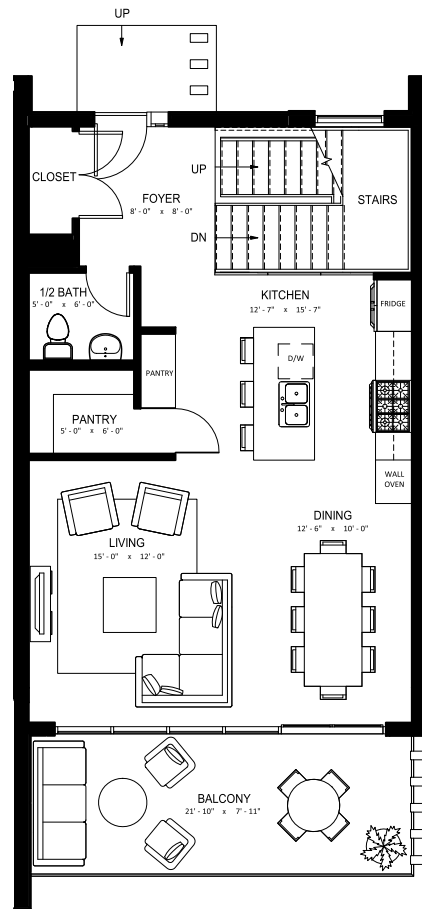 UP
CLOSET
UP
FOYER
8' - 0" x 8' - 0"
STAIRS
DN
1/2 BATH
5' - 0" x 6' - 0"
KITCHEN
12' - 7" x 15' - 7"
FRIDGE
D/W
PANTRY
PANTRY
5' - 0" x 6' - 0"
WALL
OVEN
LIVING
15' - 0" x 12' - 0"
DINING
12' - 6" x 10' - 0"
BALCONY
21' - 10" x 7' - 11"